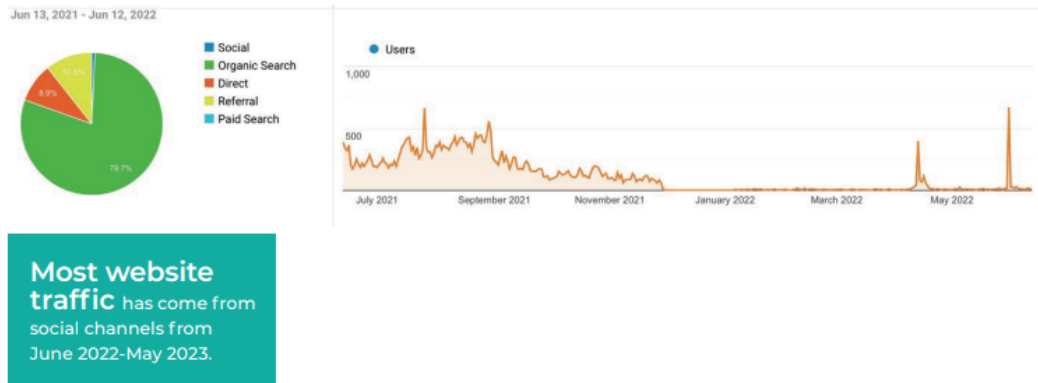 Jun 13, 2021 - Jun 12, 2022
Social
Organic Search
Direct
Referral
Paid Search
8.9%
79.7%
Users
1,000
500
July 2021
September 2021
November 2021
January 2022
March 2022
May 2022
Most website
traffic has come from
social channels from
June 2022-May 2023.